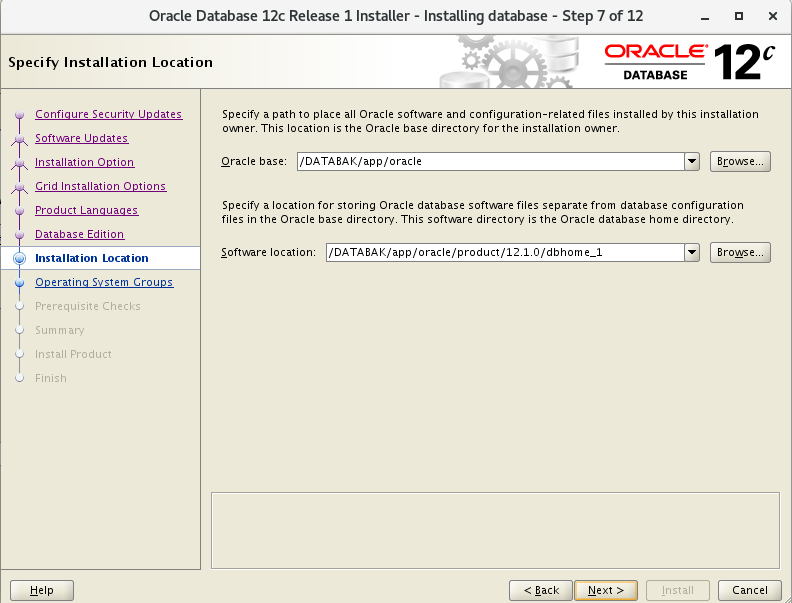 Oracle Database 12c Release 1 Installer - Installing database - Step 7 of 12
Specify Installation Location
ORACLE®
DATABASE
12c
Configure Security Updates
Software Updates
Installation Option
Grid Installation Options
Product Languages
Database Edition
Installation Location
Operating System Groups
Prerequisite Checks
Summary
Install Product
Finish
Specify a path to place all Oracle software and configuration-related files installed by this installation
owner. This location is the Oracle base directory for the installation owner.
Oracle base: /DATABAK/app/oracle Browse...
Specify a location for storing Oracle database software files separate from database configuration
files in the Oracle base directory. This software directory is the Oracle database home directory.
Software location: /DATABAK/app/oracle/product/12.1.0/dbhome_1 Browse...
Help < Back Next > Install Cancel